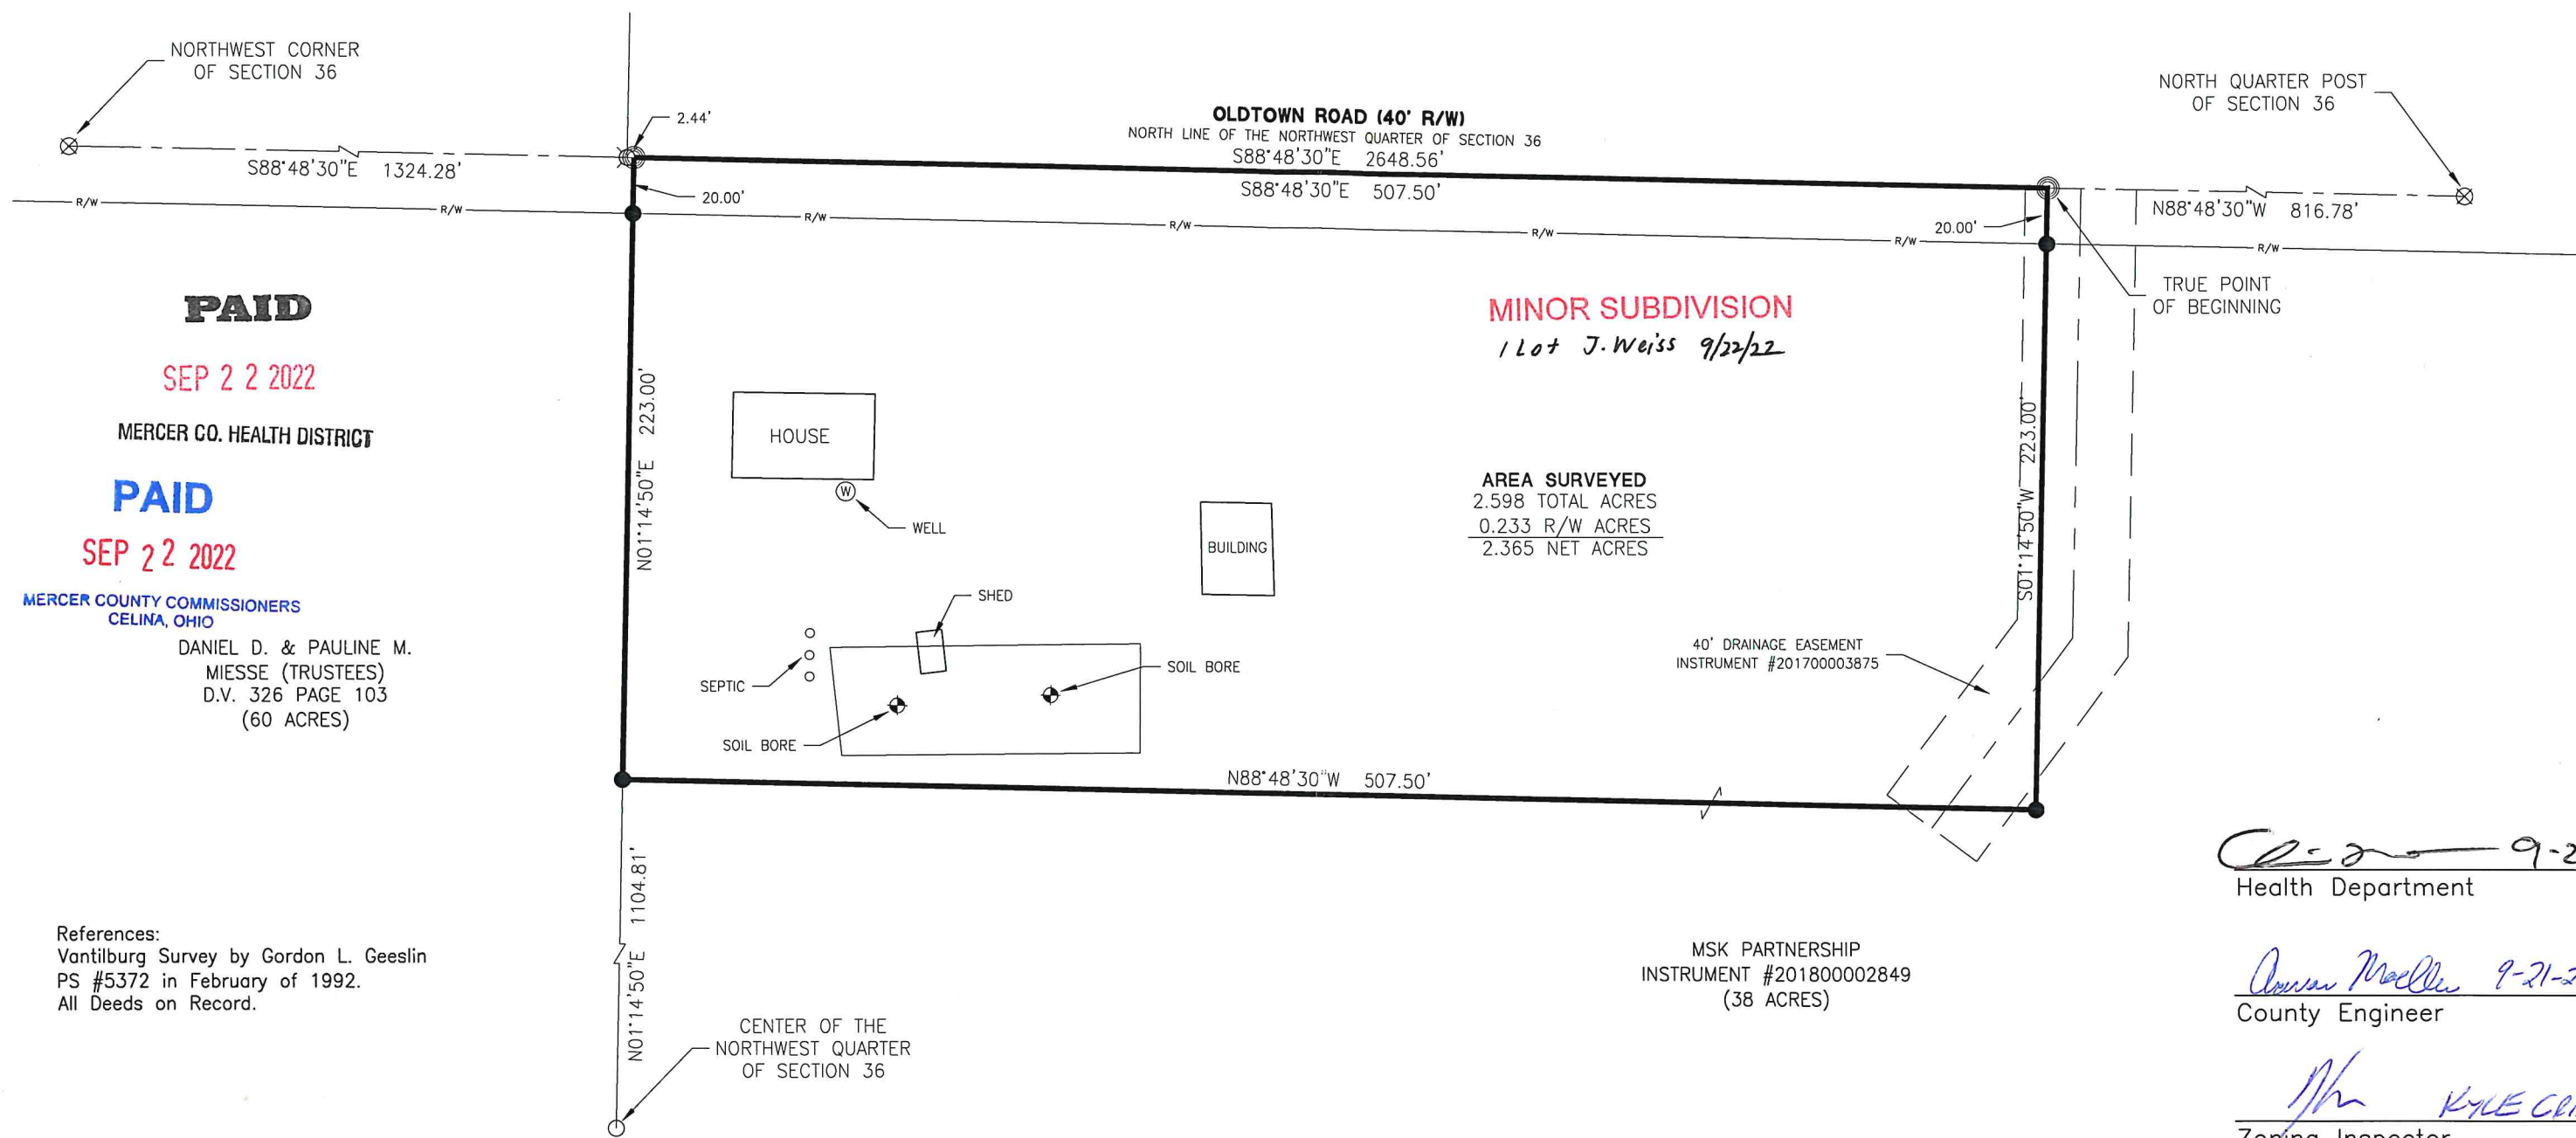 NORTHWEST CORNER
OF SECTION 36
2.44'
OLDTOWN ROAD (40' R/W)
NORTH LINE OF THE NORTHWEST QUARTER OF SECTION 36
S88°48'30"E 2648.56'
S88°48'30"E 507.50'
NORTH QUARTER POST
OF SECTION 36
S88°48'30"E 1324.28'
N88°48'30"W 816.78'
20.00'
20.00'
R/W
R/W
R/W
R/W
R/W
R/W
R/W
TRUE POINT
OF BEGINNING
PAID
SEP 22 2022
MERCER CO. HEALTH DISTRICT
PAID
SEP 22 2022
MERCER COUNTY COMMISSIONERS
CELINA, OHIO
DANIEL D. & PAULINE M.
MIESSE (TRUSTEES)
D.V. 326 PAGE 103
(60 ACRES)
MINOR SUBDIVISION
1 Lot J. Weiss 9/22/22
N01°14'50"E 223.00'
HOUSE
W
WELL
BUILDING
AREA SURVEYED
2.598 TOTAL ACRES
0.233 R/W ACRES
2.365 NET ACRES
S01°14'50"W 223.00'
SHED
SEPTIC
SOIL BORE
SOIL BORE
40' DRAINAGE EASEMENT
INSTRUMENT #201700003875
N88°48'30"W 507.50'
N01°14'50"E 1104.81'
References:
Vantilburg Survey by Gordon L. Geeslin
PS #5372 in February of 1992.
All Deeds on Record.
CENTER OF THE
NORTHWEST QUARTER
OF SECTION 36
MSK PARTNERSHIP
INSTRUMENT #201800002849
(38 ACRES)
Health Department
9-21-2
County Engineer
KYLE
Zoning Inspector